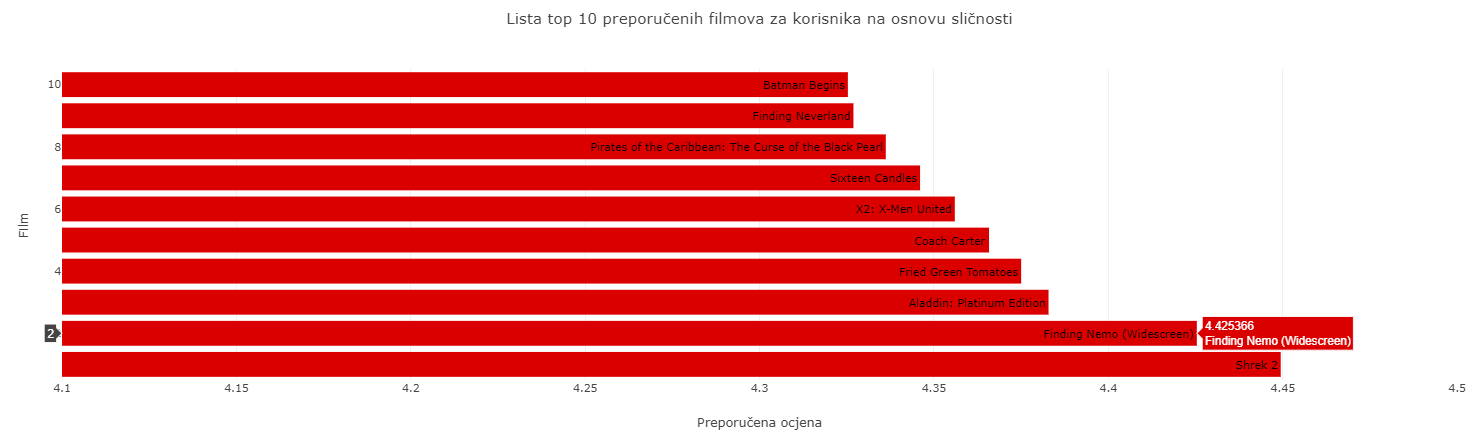 Lista top 10 preporučenih filmova za korisnika na osnovu sličnosti
10
Batman Begins
Finding Neverland
8
Pirates of the Caribbean: The Curse of the Black Pearl
Sixteen Candles
6
X2: X-Men United
Film
Coach Carter
4
Fried Green Tomatoes
Aladdin: Platinum Edition
2
Finding Nemo (Widescreen)
4.425366
Finding Nemo (Widescreen)
Shrek 2
4.1 4.15 4.2 4.25 4.3 4.35 4.4 4.45 4.5
Preporučena ocjena